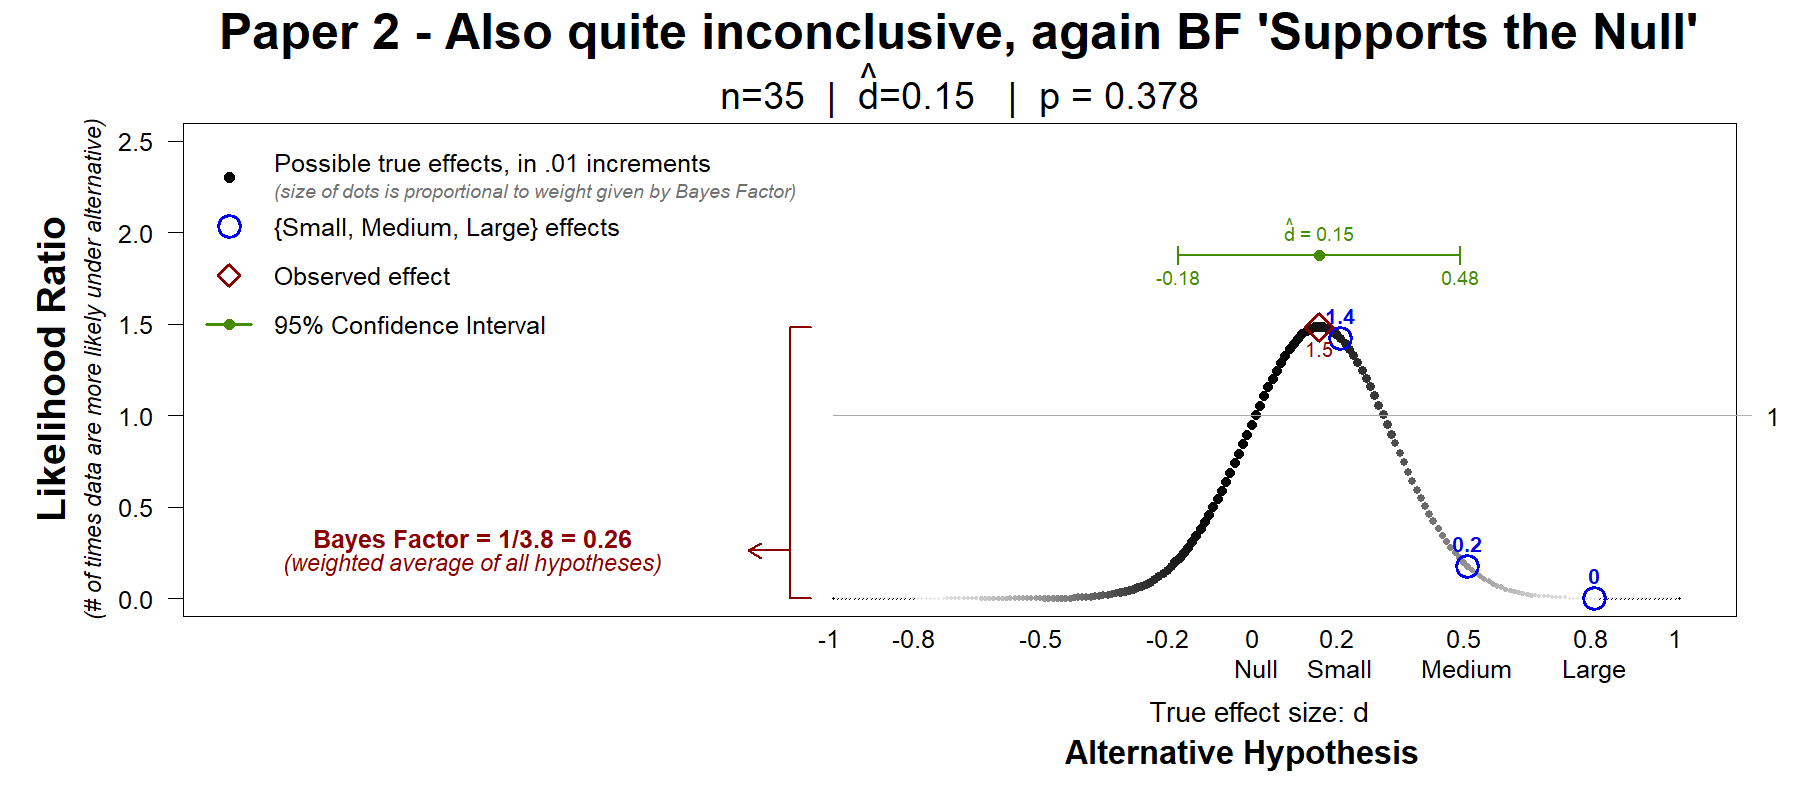 Paper 2 - Also quite inconclusive, again BF 'Supports the Null'
n=35 | d̂=0.15 | p = 0.378
Likelihood Ratio
(# of times data are more likely under alternative)
2.5
2.0
1.5
1.0
0.5
0.0
Possible true effects, in .01 increments
(size of dots is proportional to weight given by Bayes Factor)
{Small, Medium, Large} effects
Observed effect
95% Confidence Interval
d̂ = 0.15
-0.18
0.48
1.4
1.5
1
Bayes Factor = 1/3.8 = 0.26
(weighted average of all hypotheses)
0.2
0
-1 -0.8 -0.5 -0.2 0 0.2 0.5 0.8 1
Null Small Medium Large
True effect size: d
Alternative Hypothesis